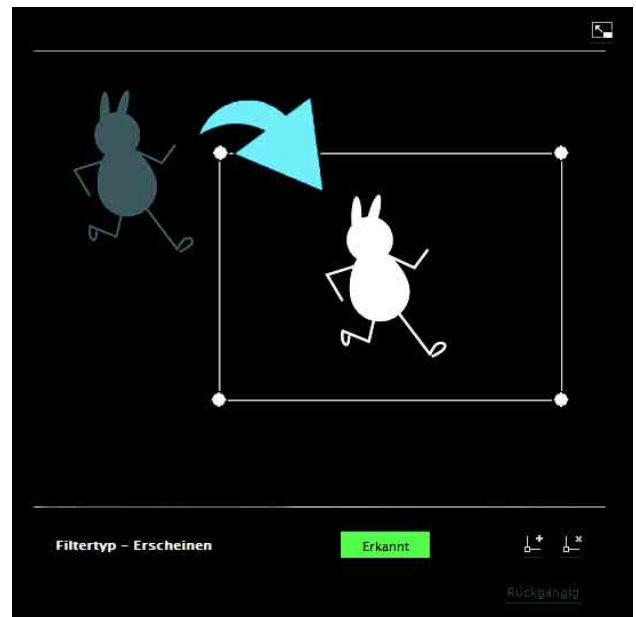 Filtertyp – Erscheinen
Erkannt
Rückgängig